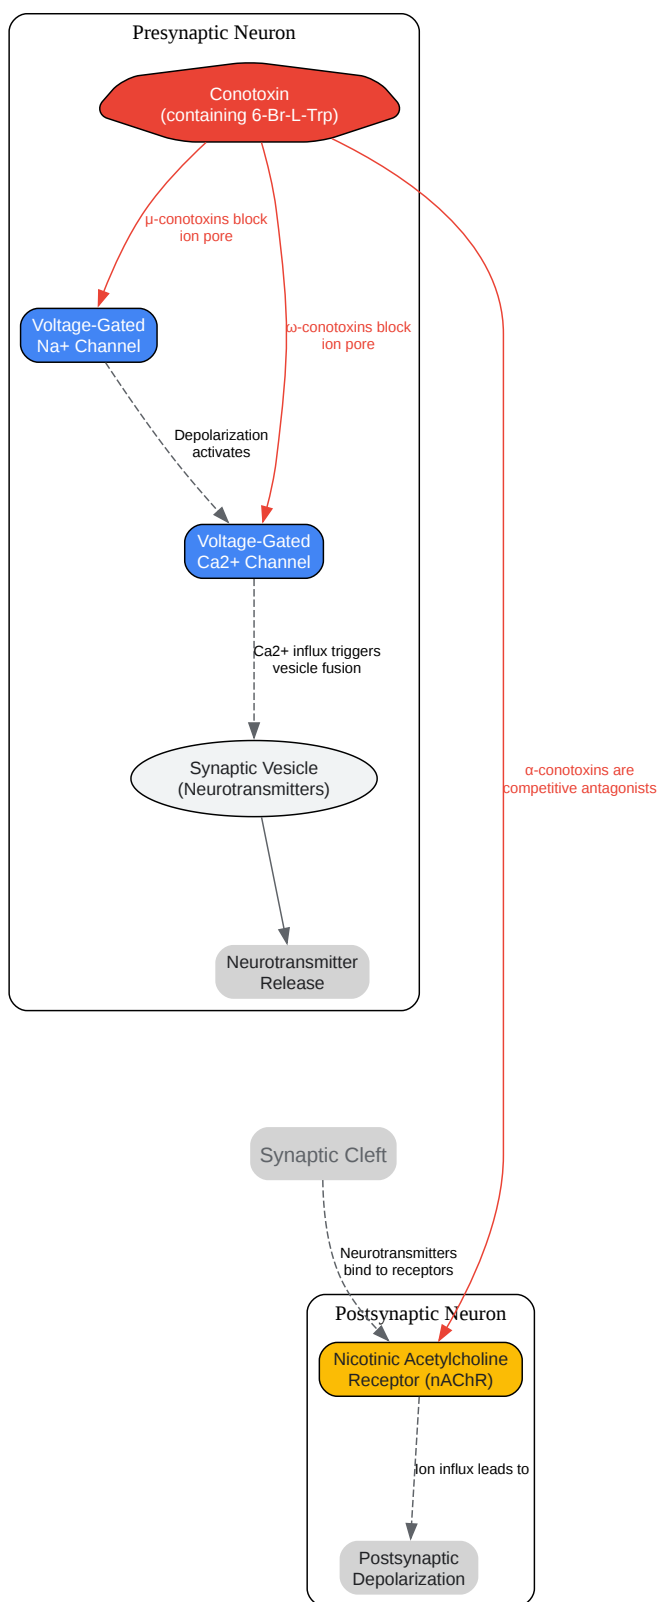 Presynaptic Neuron
Conotoxin
(containing 6-Br-L-Trp)
μ-conotoxins block
ion pore
Voltage-Gated
Na+ Channel
ω-conotoxins block
ion pore
Depolarization
activates
Voltage-Gated
Ca2+ Channel
Ca2+ influx triggers
vesicle fusion
Synaptic Vesicle
(Neurotransmitters)
α-conotoxins are
competitive antagonists
Neurotransmitter
Release
Synaptic Cleft
Neurotransmitters
bind to receptors
Postsynaptic Neuron
Nicotinic Acetylcholine
Receptor (nAChR)
Ion influx leads to
Postsynaptic
Depolarization